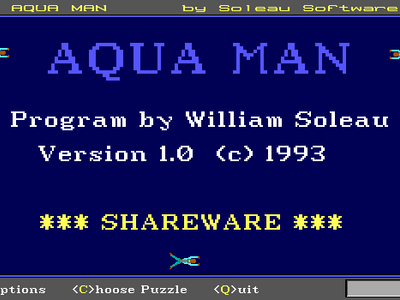 AQUA MAN by Soleau Software
AQUA MAN
Program by William Soleau
Version 1.0 (c) 1993
*** SHAREWARE ***
ptions <C>hoose Puzzle <Q>uit